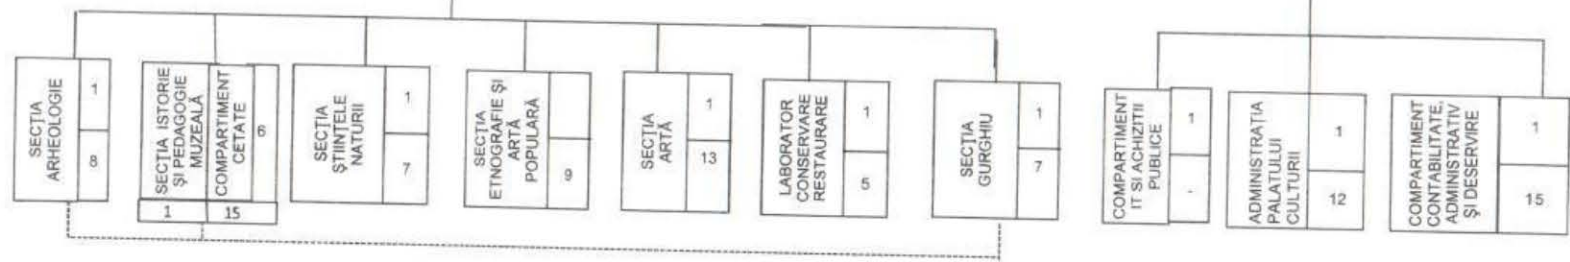 SECȚIA
ARHEOLOGIE
1
8
SECȚIA ISTORIE
ȘI PEDAGOGIE
MUZEALĂ
COMPARTIMENT
CETATE
6
1
15
SECȚIA
ȘTIINȚELE
NATURII
1
7
SECȚIA
ETNOGRAFIE ȘI
ARTĂ
POPULARĂ
9
SECȚIA
ARTĂ
1
13
LABORATOR
CONSERVARE
RESTAURARE
1
5
SECȚIA
GURGHIU
1
7
COMPARTIMENT
IT SI ACHIZITII
PUBLICE
1
-
ADMINISTRAȚIA
PALATULUI
CULTURII
1
12
COMPARTIMENT
CONTABILITATE,
ADMINISTRATIV
ȘI DESERVIRE
1
15